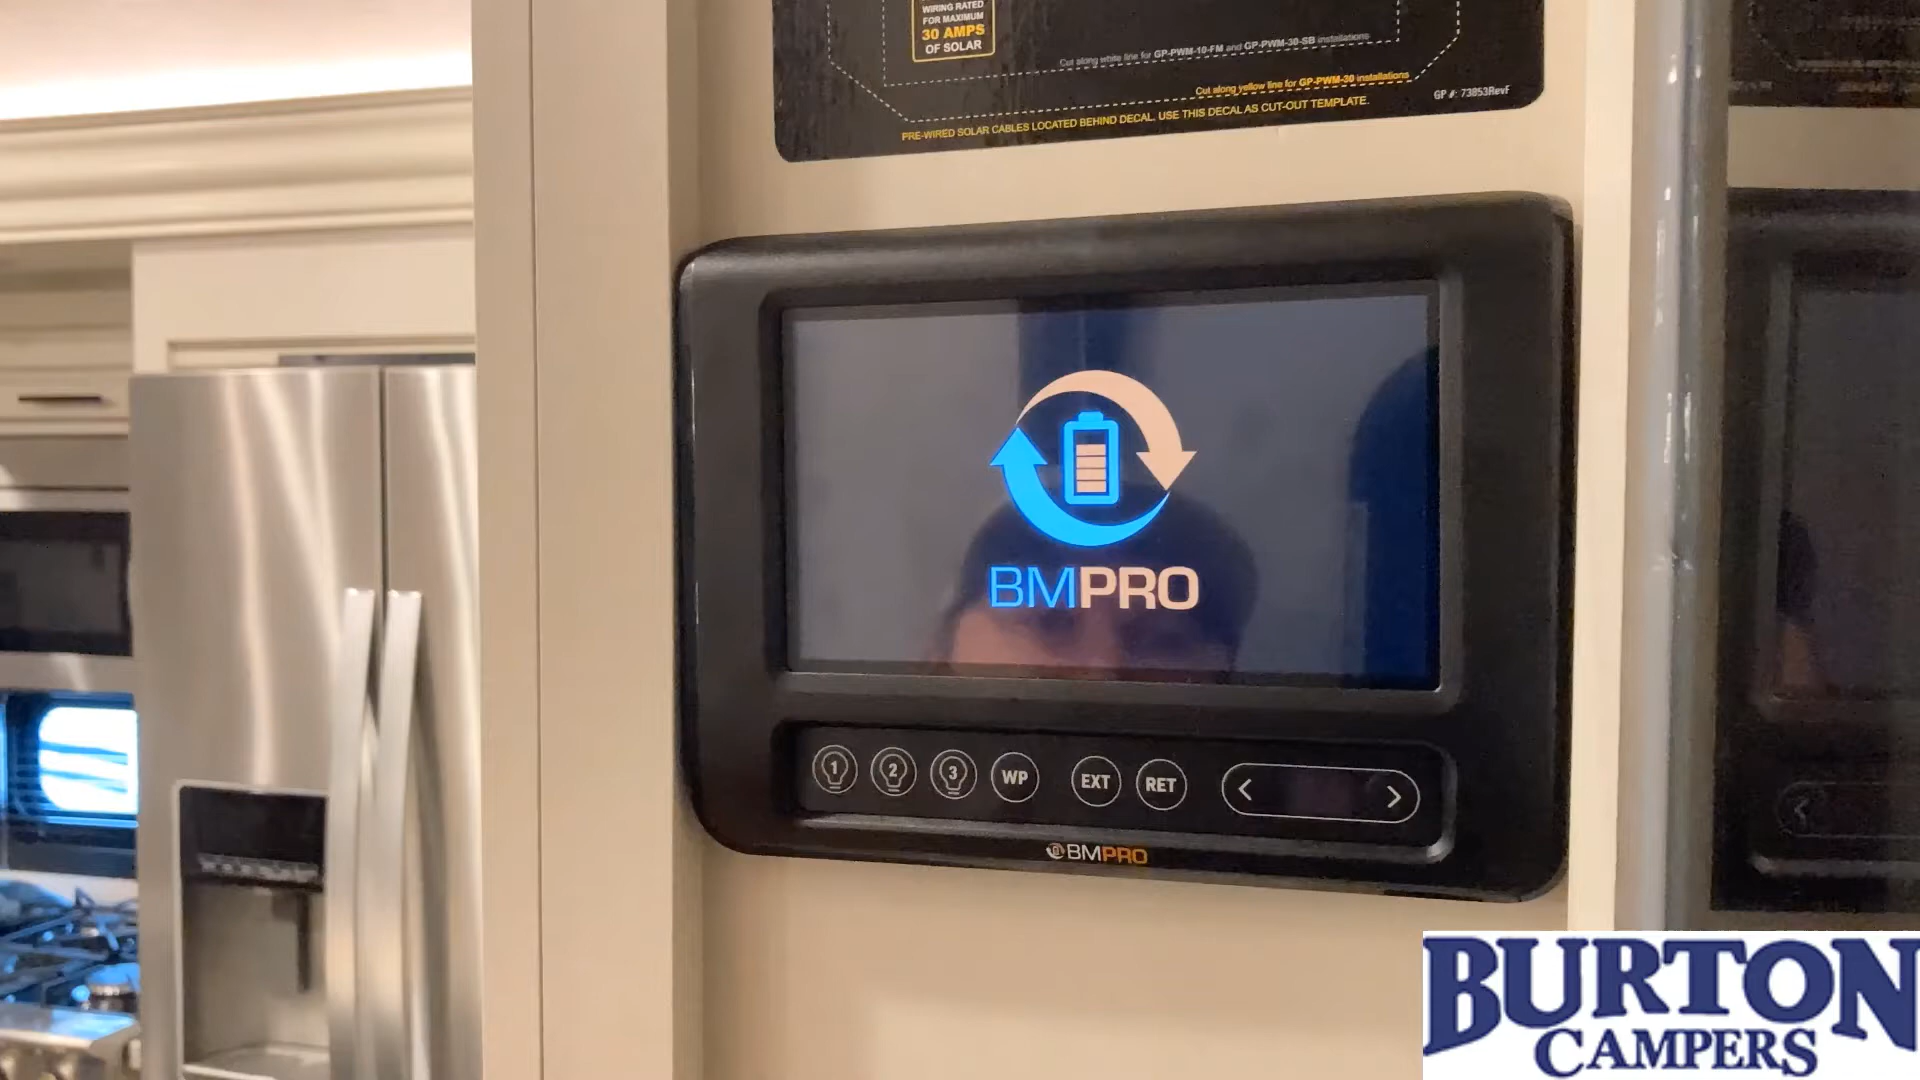 WIRING RATED
FOR MAXIMUM
30 AMPS
OF SOLAR
Cut along white line for GP-PWM-10-FM and GP-PWM-30-SB installations
Cut along yellow line for GP-PWM-30 installations
GP #: 73853RevF
PRE-WIRED SOLAR CABLES LOCATED BEHIND DECAL. USE THIS DECAL AS CUT-OUT TEMPLATE.
BMPRO
1 2 3 WP EXT RET < >
BMPRO
BURTON
CAMPERS